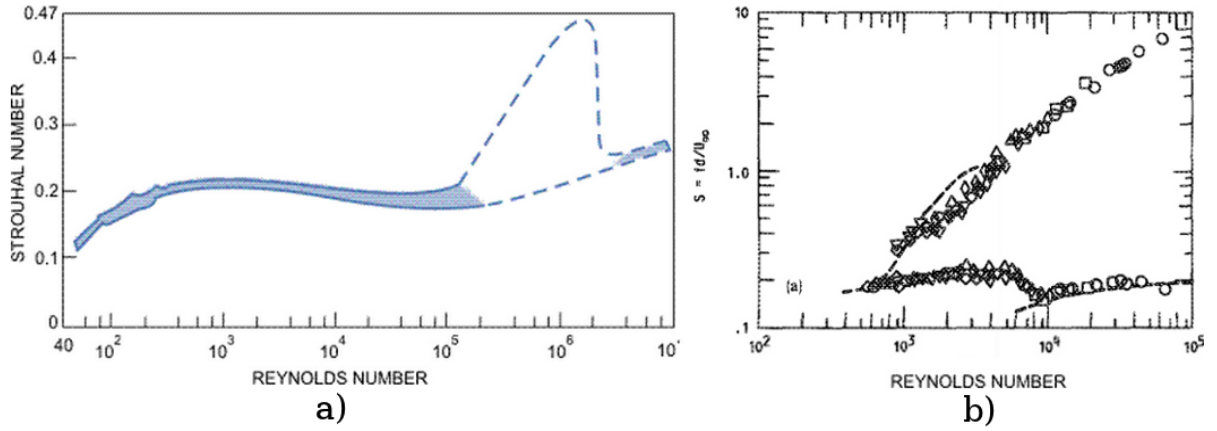 0.47
0.4
0.3
0.2
0.1
0
STROUHAL NUMBER
40 10² 10³ 10⁴ 10⁵ 10⁶ 10'
REYNOLDS NUMBER
a)
10
1.0
.1
S = fd/U∞
(a)
10² 10³ 10⁴ 10⁵
REYNOLDS NUMBER
b)